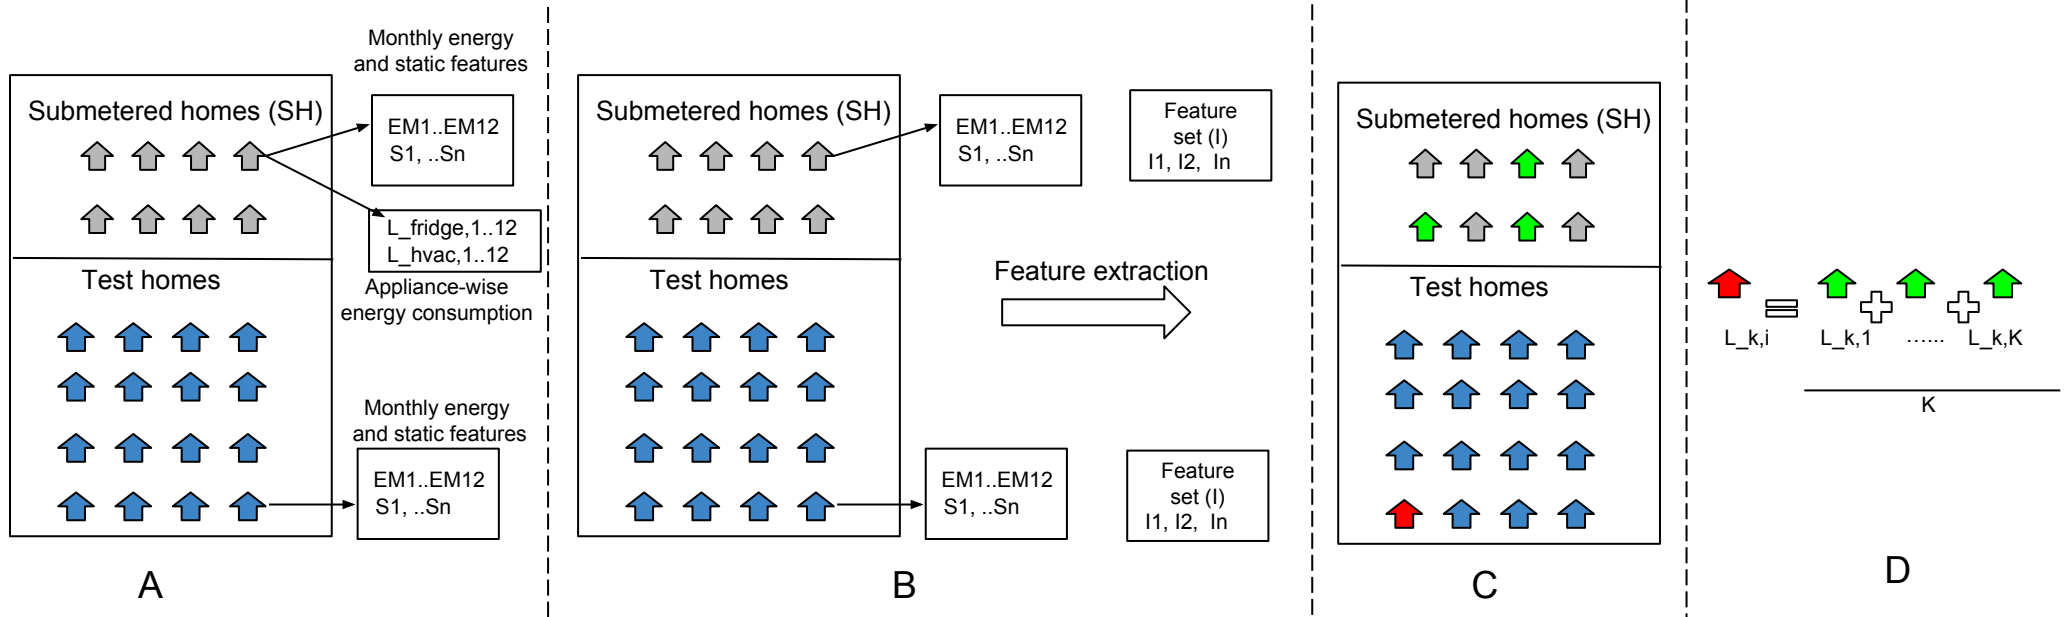 Monthly energy
and static features
Submetered homes (SH)
EM1..EM12
S1, ..Sn
L_fridge,1..12
L_hvac,1..12
Appliance-wise
energy consumption
Test homes
Monthly energy
and static features
EM1..EM12
S1, ..Sn
A
Submetered homes (SH)
EM1..EM12
S1, ..Sn
Feature
set (I)
I1, I2, In
Test homes
Feature extraction
EM1..EM12
S1, ..Sn
Feature
set (I)
I1, I2, In
B
Submetered homes (SH)
Test homes
C
L_k,i
L_k,1
......
L_k,K
K
D